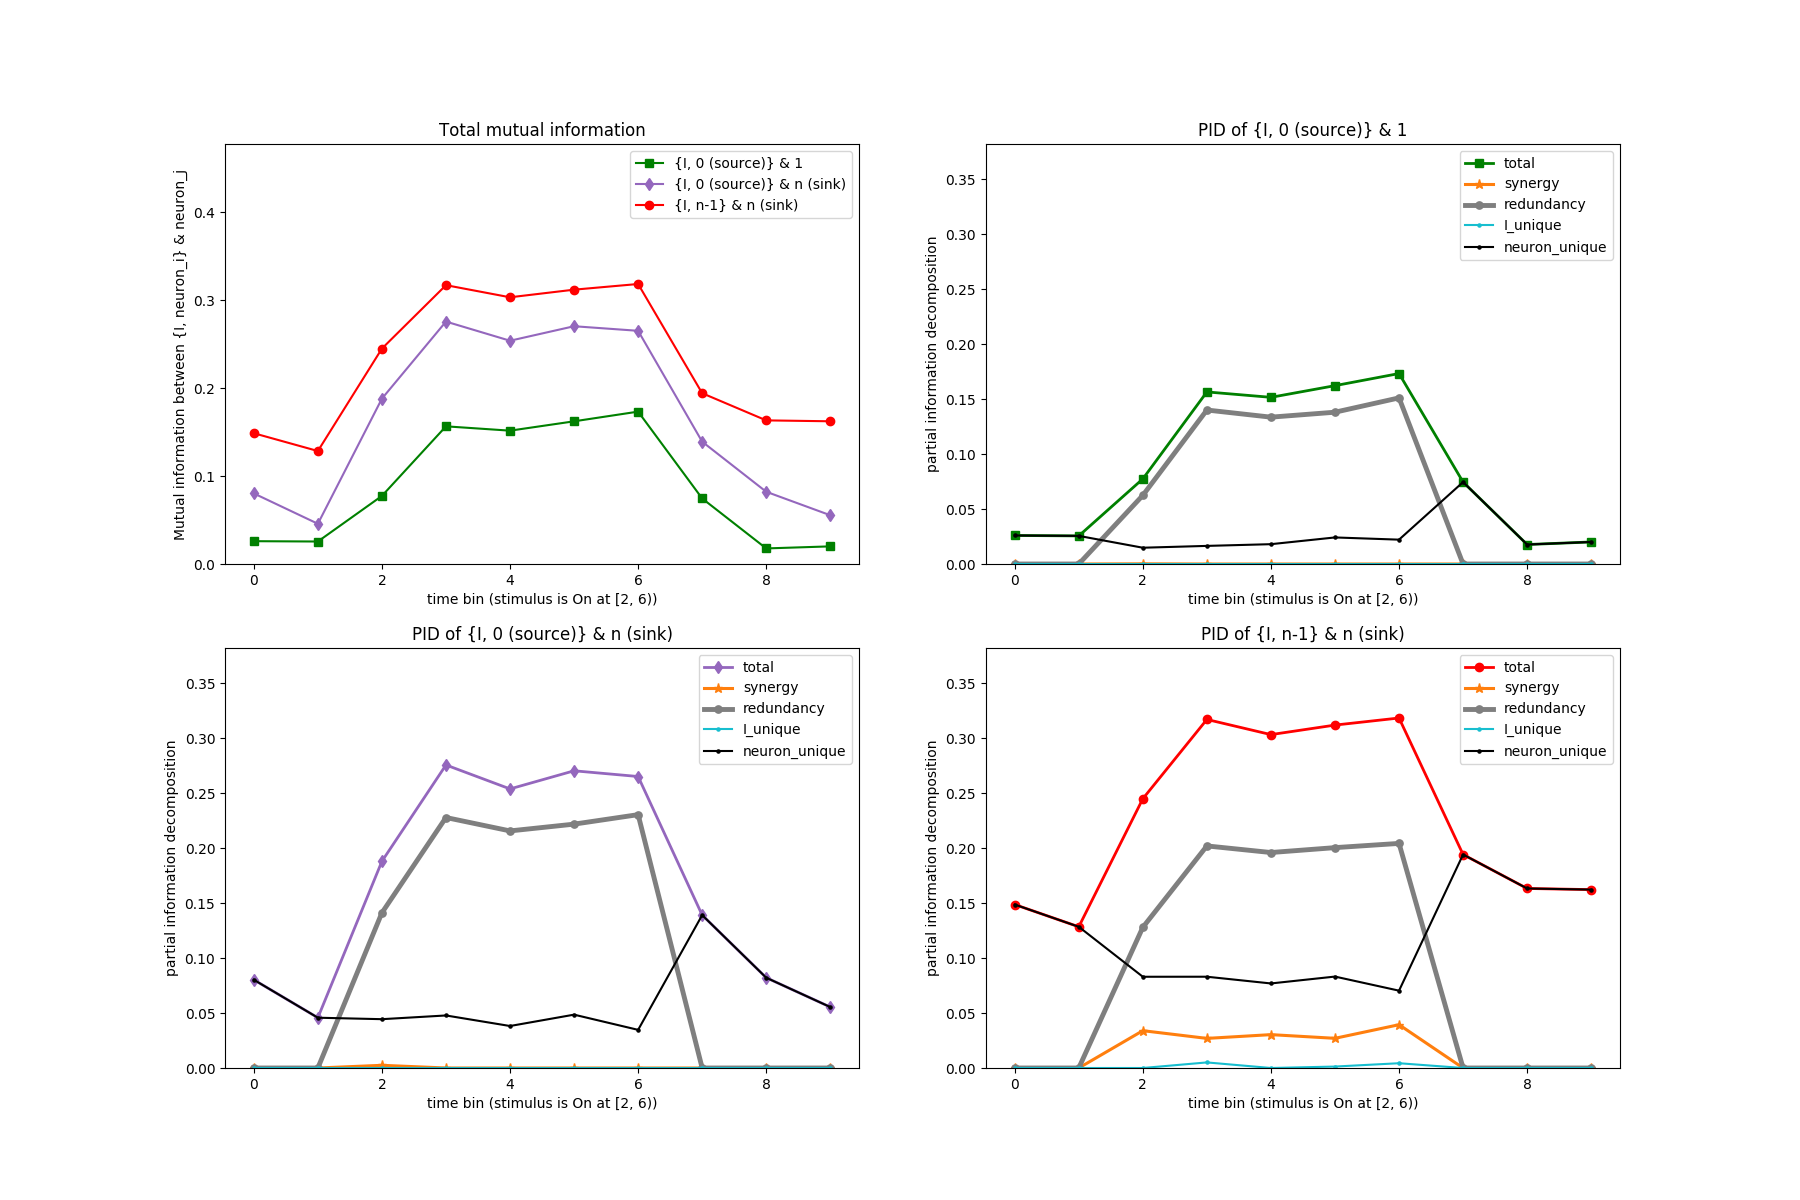 Total mutual information
Mutual information between {I, neuron_i} & neuron_j
0.4
0.3
0.2
0.1
0.0
{I, 0 (source)} & 1
{I, 0 (source)} & n (sink)
{I, n-1} & n (sink)
0 2 4 6 8
time bin (stimulus is On at [2, 6))
PID of {I, 0 (source)} & 1
partial information decomposition
0.35
0.30
0.25
0.20
0.15
0.10
0.05
0.00
total
synergy
redundancy
I_unique
neuron_unique
0 2 4 6 8
time bin (stimulus is On at [2, 6))
PID of {I, 0 (source)} & n (sink)
partial information decomposition
0.35
0.30
0.25
0.20
0.15
0.10
0.05
0.00
total
synergy
redundancy
I_unique
neuron_unique
0 2 4 6 8
time bin (stimulus is On at [2, 6))
PID of {I, n-1} & n (sink)
partial information decomposition
0.35
0.30
0.25
0.20
0.15
0.10
0.05
0.00
total
synergy
redundancy
I_unique
neuron_unique
0 2 4 6 8
time bin (stimulus is On at [2, 6))